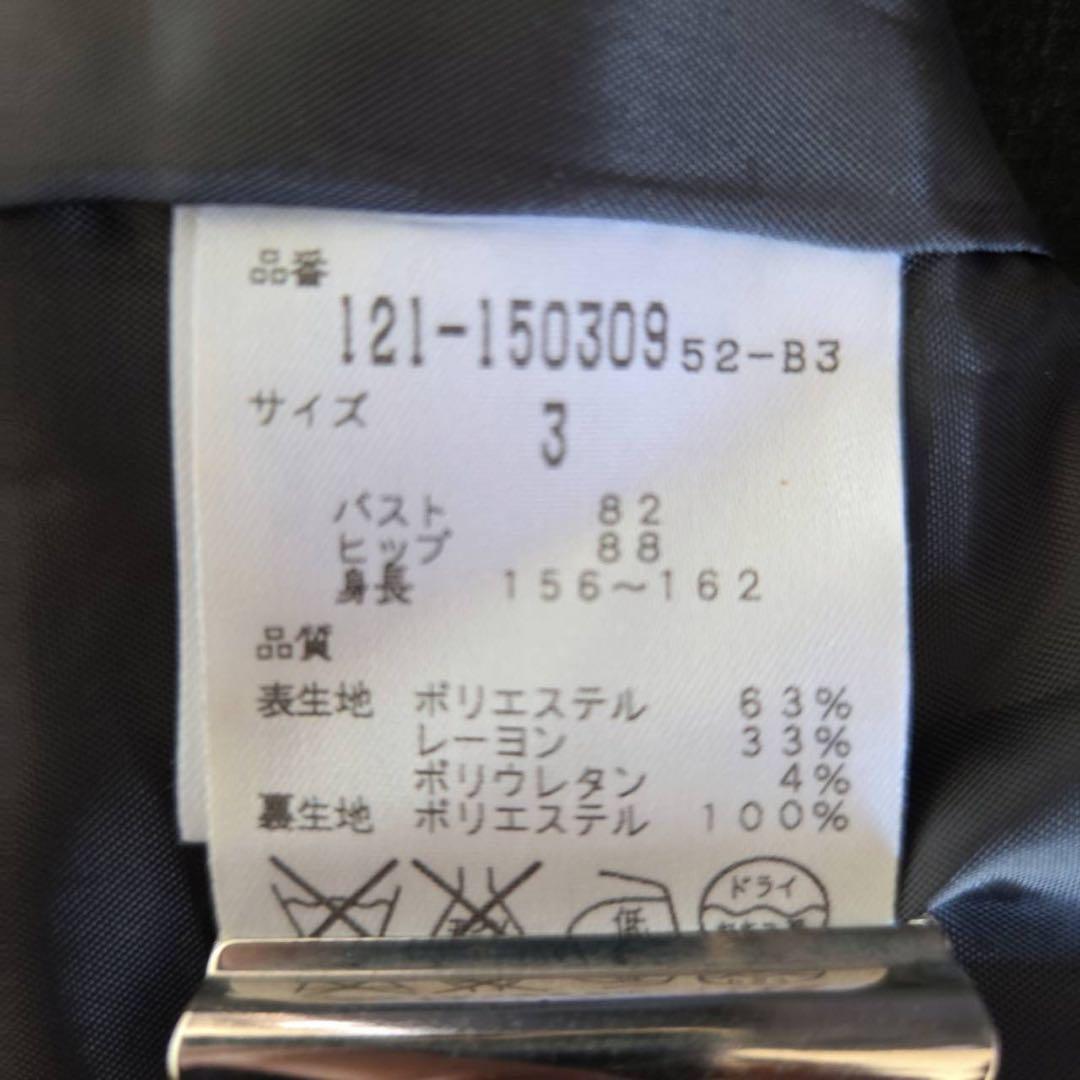 品番
121-150309 52-B3
サイズ 3
バスト 82
ヒップ 88
身長 156～162
品質
表生地 ポリエステル 63%
レーヨン 33%
ポリウレタン 4%
裏生地 ポリエステル 100%
低 ドライ